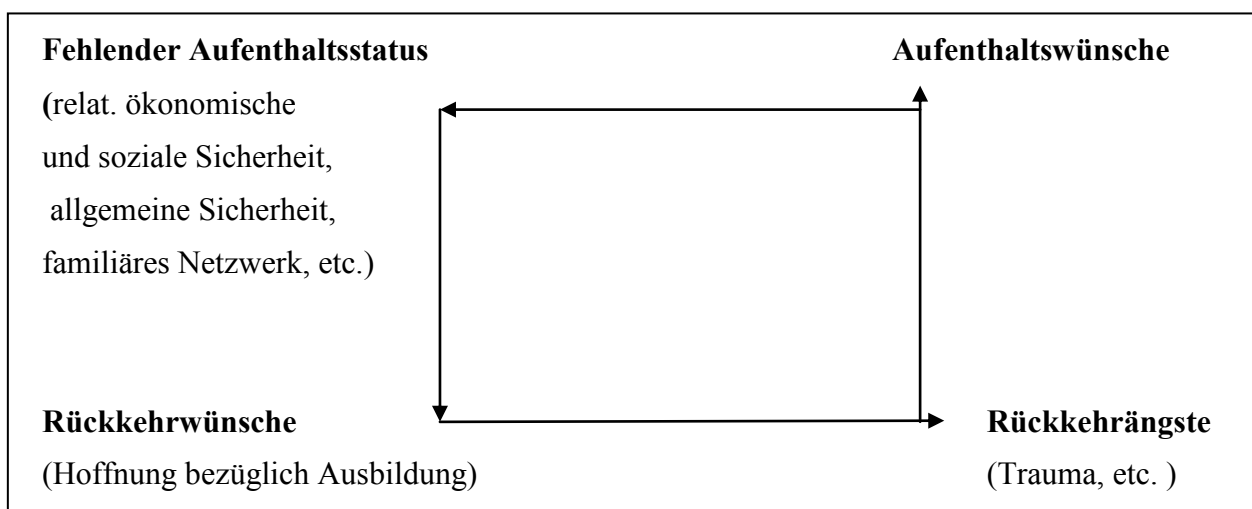 Fehlender Aufenthaltsstatus
Aufenthaltswünsche
(relat. ökonomische
und soziale Sicherheit,
allgemeine Sicherheit,
familiäres Netzwerk, etc.)
Rückkehrwünsche
Rückkehrängste
(Hoffnung bezüglich Ausbildung)
(Trauma, etc. )